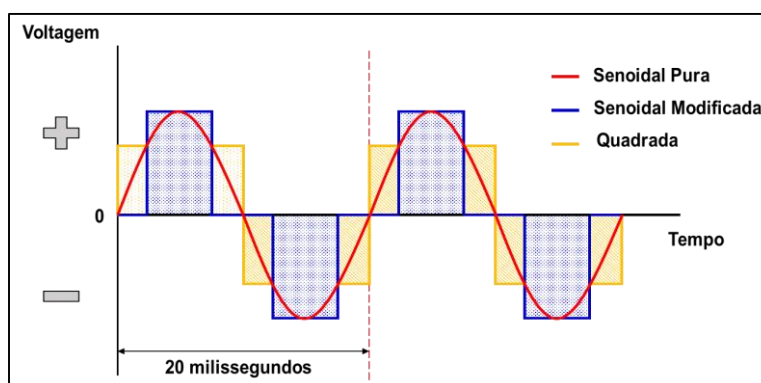 Voltagem
Senoidal Pura
Senoidal Modificada
Quadrada
0
Tempo
20 milissegundos